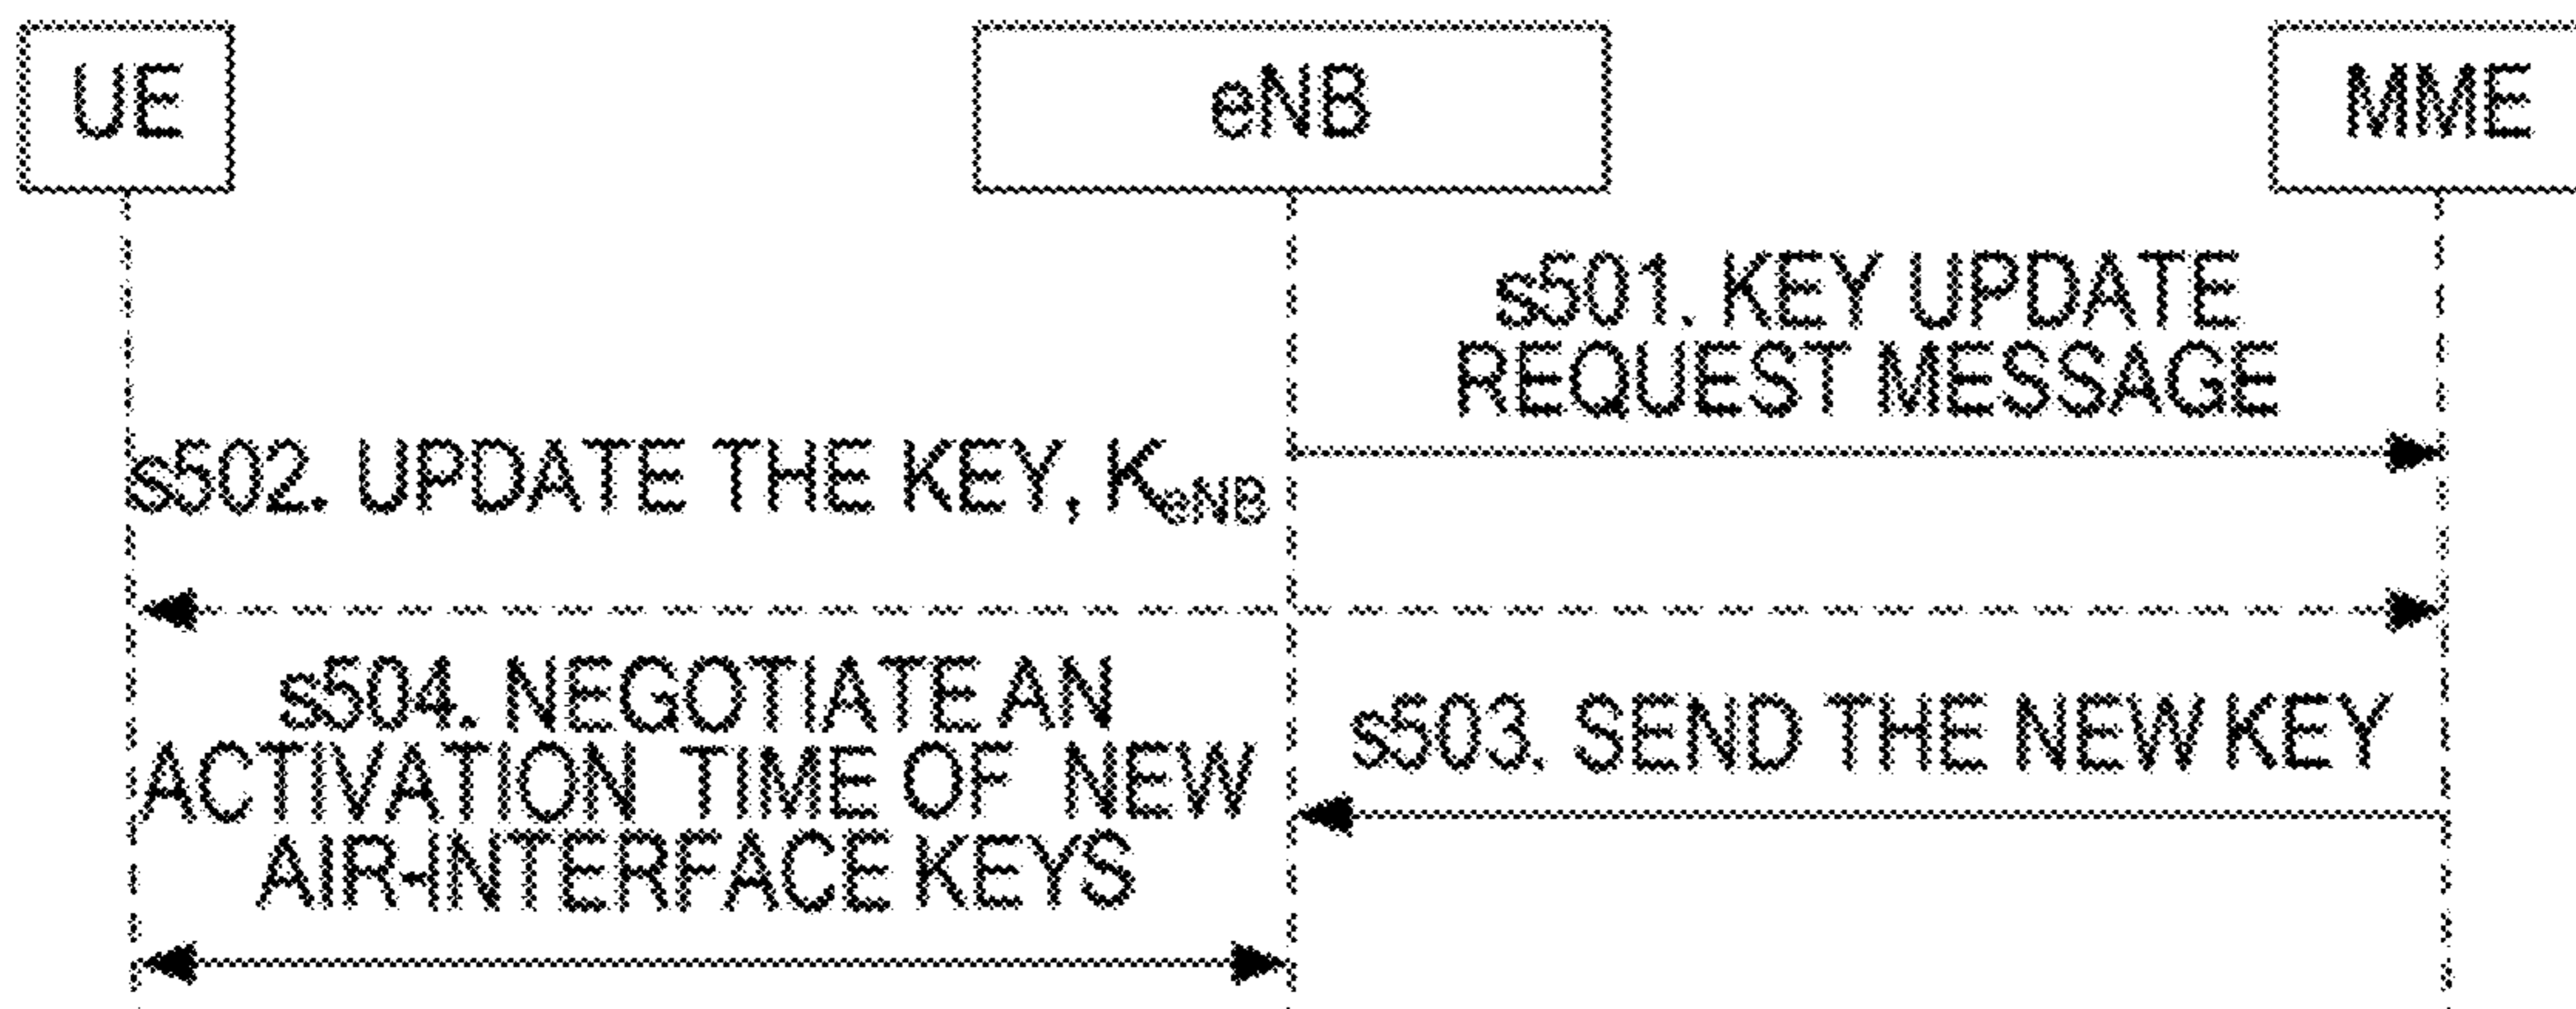 UE
eNB
MME
s501. KEY UPDATE
REQUEST MESSAGE
s502. UPDATE THE KEY, KeNB
s504. NEGOTIATE AN
ACTIVATION TIME OF NEW
AIR-INTERFACE KEYS
s503. SEND THE NEW KEY